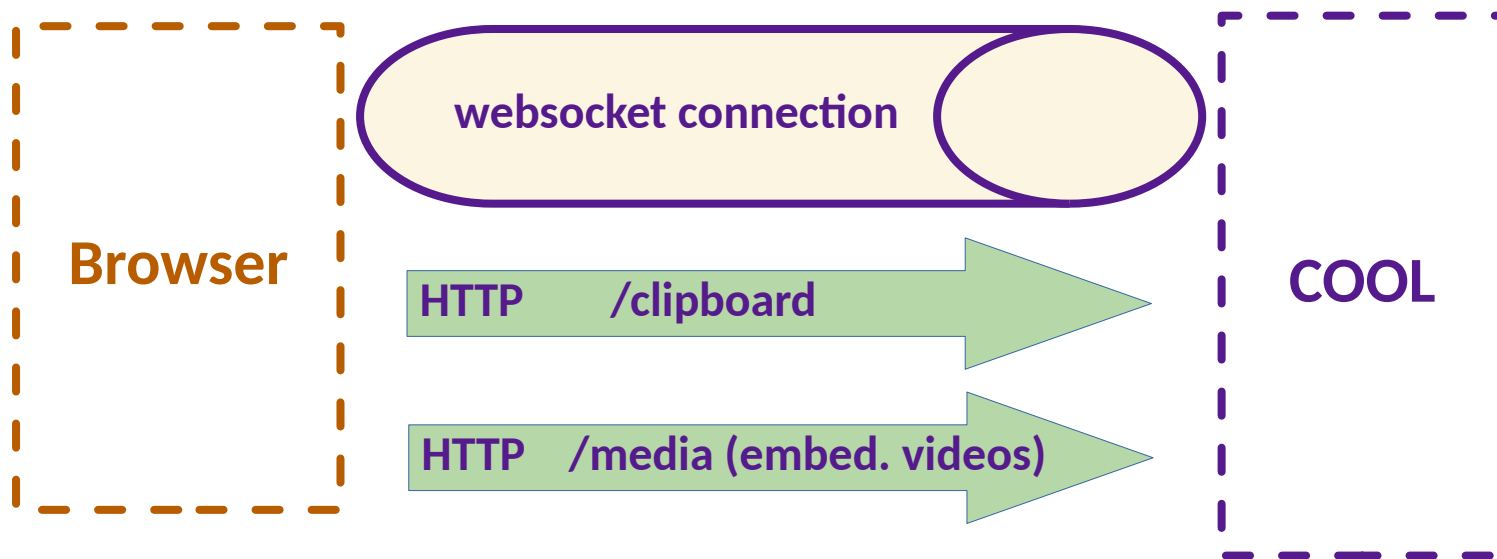 websocket connection
Browser
COOL
HTTP /clipboard
HTTP /media (embed. videos)